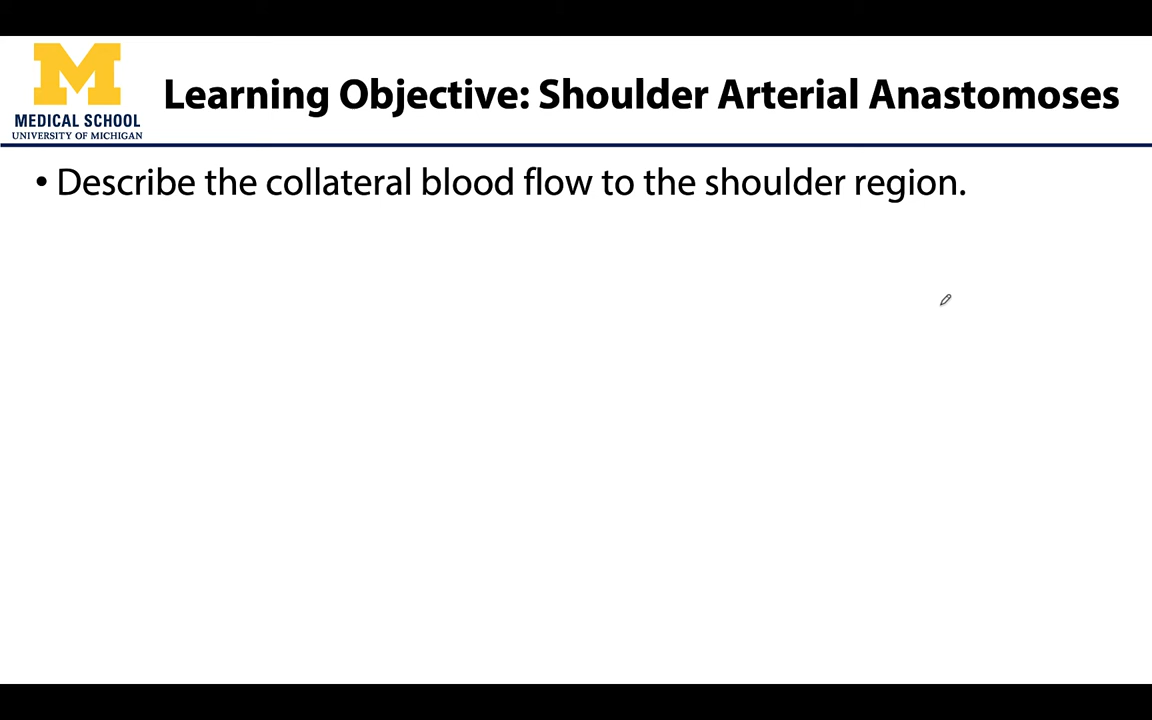 M
MEDICAL SCHOOL
UNIVERSITY OF MICHIGAN
Learning Objective: Shoulder Arterial Anastomoses
• Describe the collateral blood flow to the shoulder region.